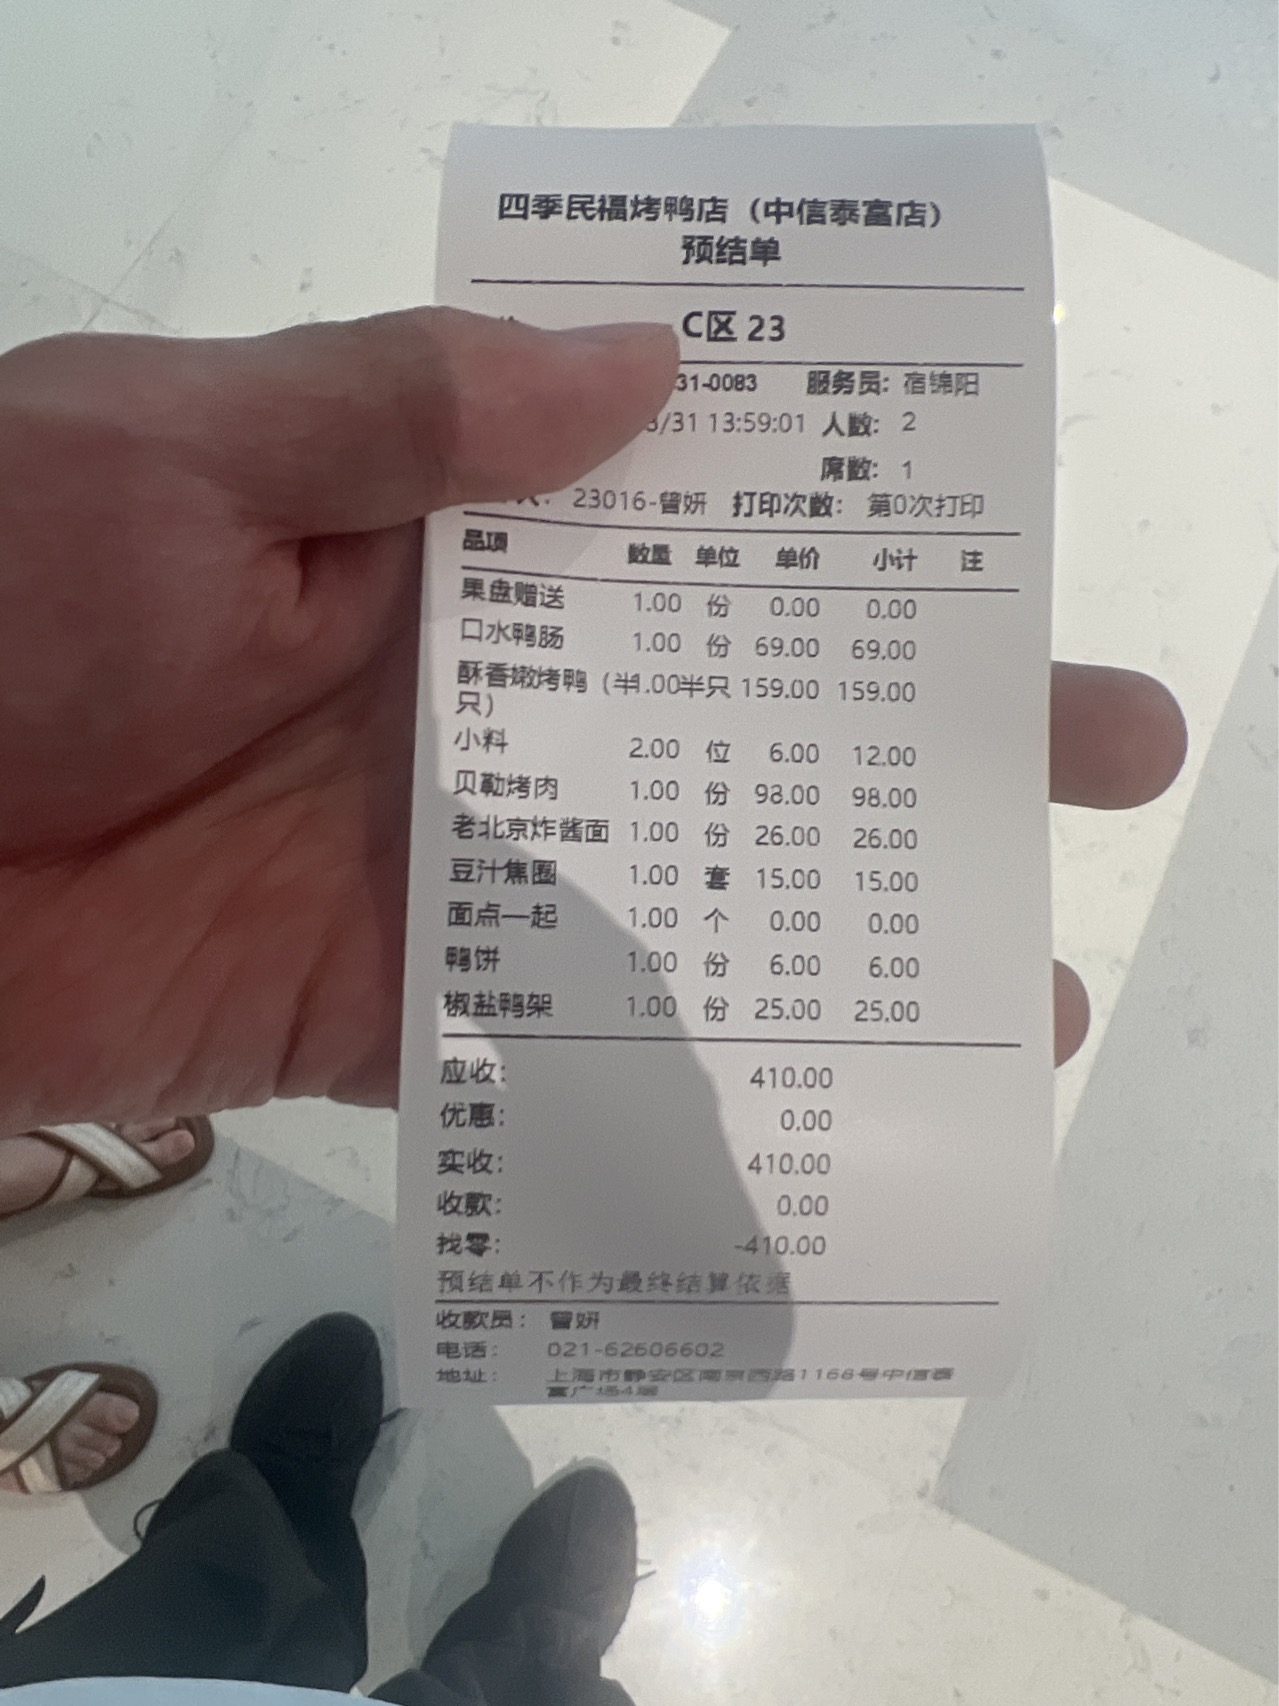 四季民福烤鸭店（中信泰富店）
预结单
C区 23
31-0083 服务员: 宿锦阳
/31 13:59:01 人数: 2
席数: 1
23016-曾妍 打印次数: 第0次打印
品项 数量 单位 单价 小计 注
果盘赠送 1.00 份 0.00 0.00
口水鸭肠 1.00 份 69.00 69.00
酥香嫩烤鸭（半 1.00 半只 159.00 159.00
只）
小料 2.00 位 6.00 12.00
贝勒烤肉 1.00 份 98.00 98.00
老北京炸酱面 1.00 份 26.00 26.00
豆汁焦圈 1.00 套 15.00 15.00
面点一起 1.00 个 0.00 0.00
鸭饼 1.00 份 6.00 6.00
椒盐鸭架 1.00 份 25.00 25.00
应收: 410.00
优惠: 0.00
实收: 410.00
收款: 0.00
找零: -410.00
预结单不作为最终结算依据
收款员: 曾妍
电话: 021-62606602
地址: 上海市静安区南京西路1168号中信泰
富广场4层